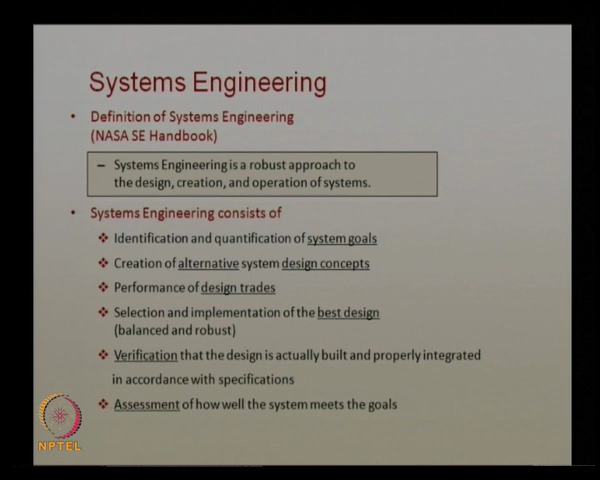 Systems Engineering
• Definition of Systems Engineering
(NASA SE Handbook)
– Systems Engineering is a robust approach to
the design, creation, and operation of systems.
• Systems Engineering consists of
❖ Identification and quantification of system goals
❖ Creation of alternative system design concepts
❖ Performance of design trades
❖ Selection and implementation of the best design
(balanced and robust)
❖ Verification that the design is actually built and properly integrated
in accordance with specifications
❖ Assessment of how well the system meets the goals
NPTEL